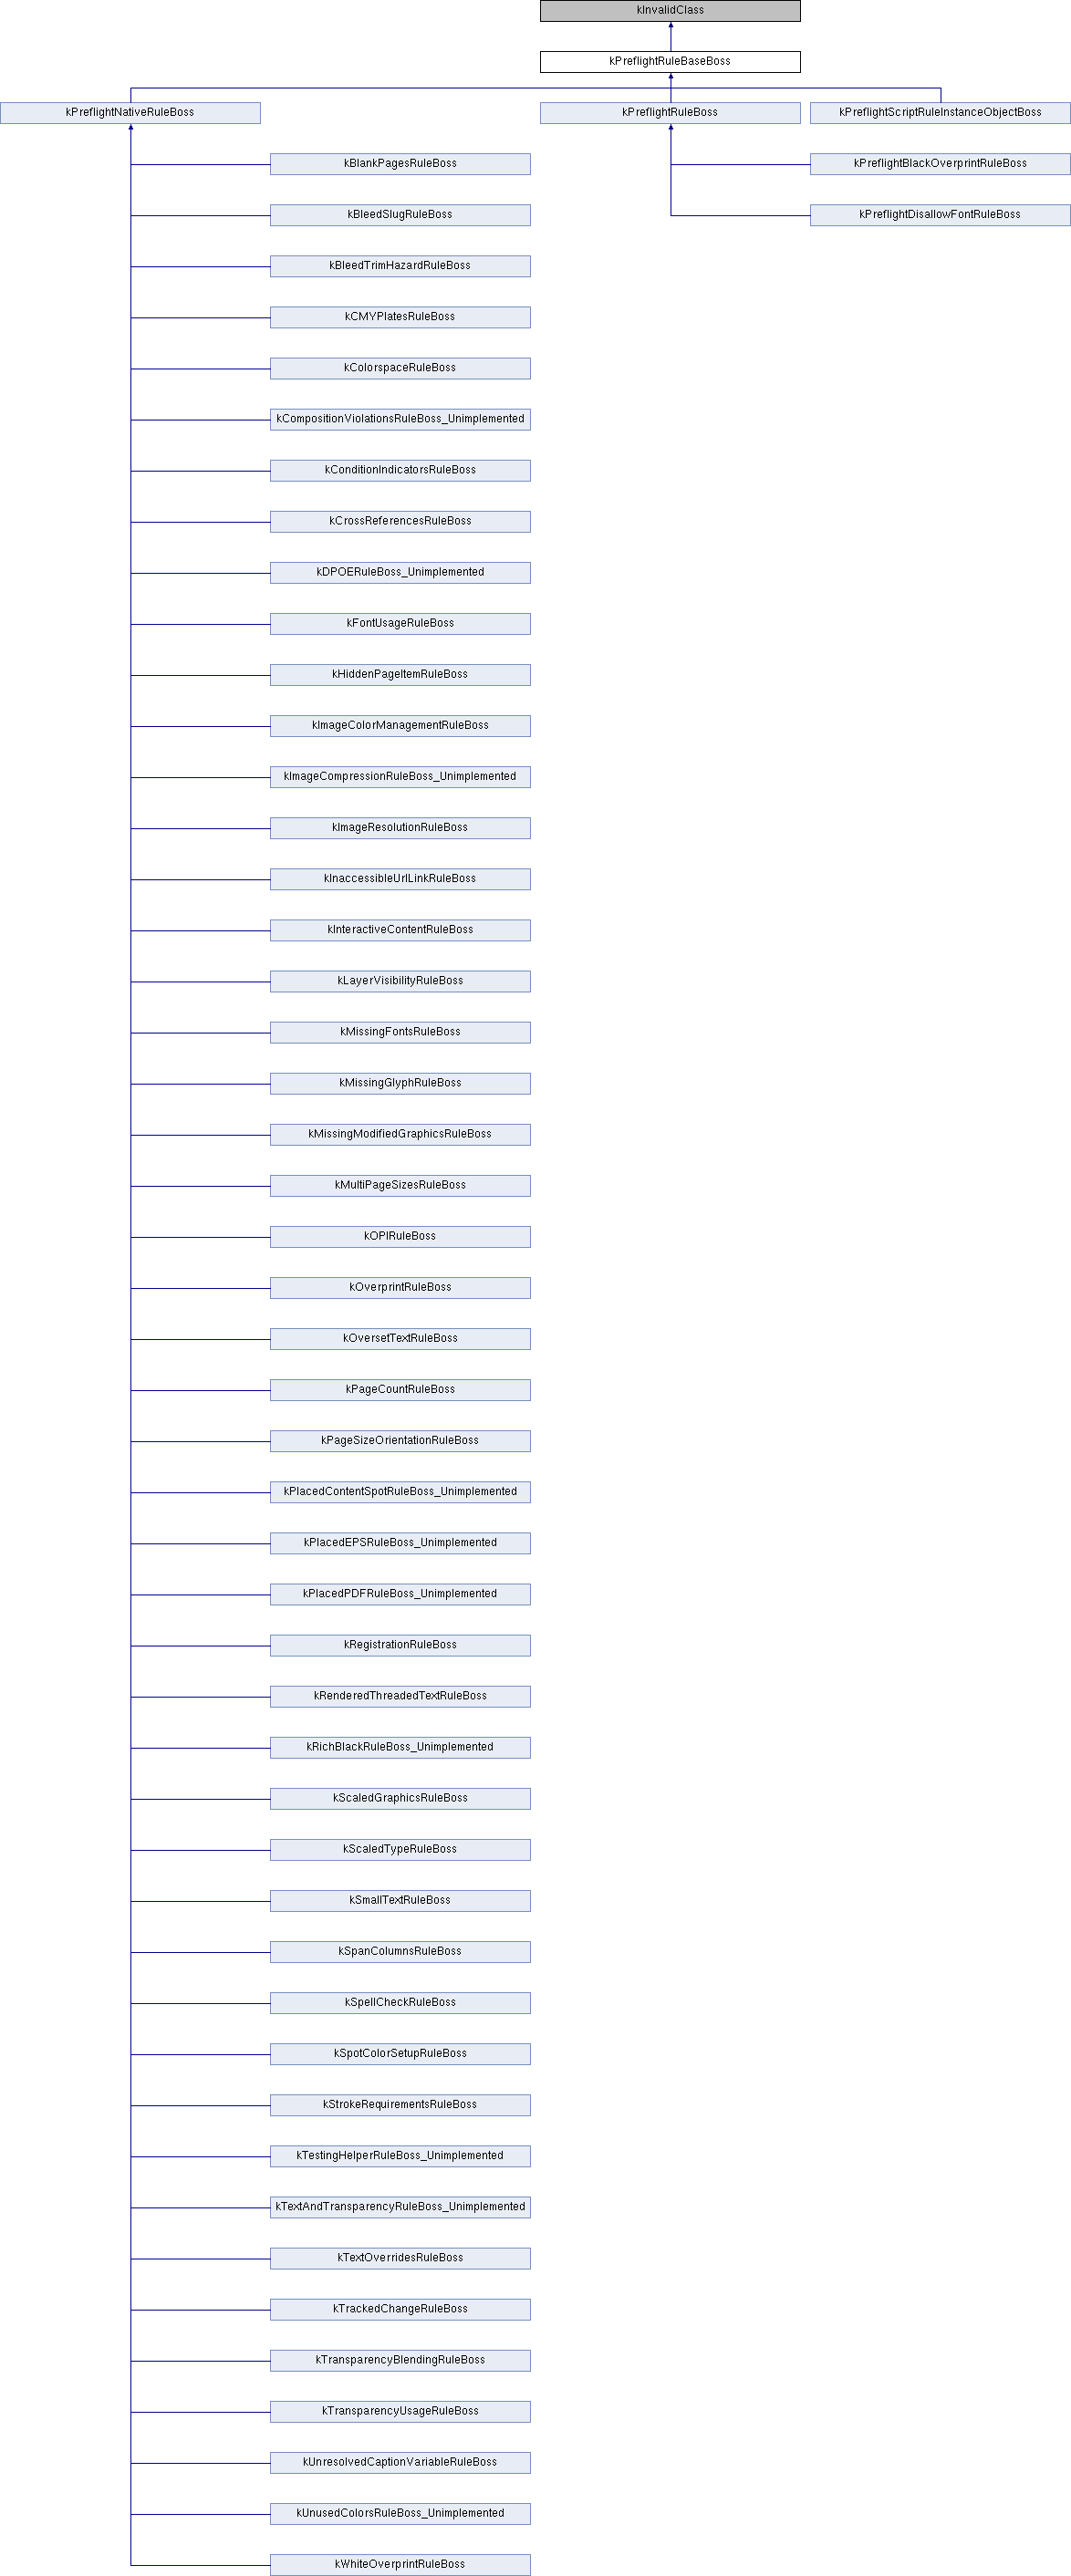 kInvalidClass
kPreflightRuleBaseBoss
kPreflightNativeRuleBoss
kPreflightRuleBoss
kPreflightScriptRuleInstanceObjectBoss
kBlankPagesRuleBoss
kPreflightBlackOverprintRuleBoss
kBleedSlugRuleBoss
kPreflightDisallowFontRuleBoss
kBleedTrimHazardRuleBoss
kCMYPlatesRuleBoss
kColorspaceRuleBoss
kCompositionViolationsRuleBoss_Unimplemented
kConditionIndicatorsRuleBoss
kCrossReferencesRuleBoss
kDPOERuleBoss_Unimplemented
kFontUsageRuleBoss
kHiddenPageItemRuleBoss
kImageColorManagementRuleBoss
kImageCompressionRuleBoss_Unimplemented
kImageResolutionRuleBoss
kInaccessibleUrlLinkRuleBoss
kInteractiveContentRuleBoss
kLayerVisibilityRuleBoss
kMissingFontsRuleBoss
kMissingGlyphRuleBoss
kMissingModifiedGraphicsRuleBoss
kMultiPageSizesRuleBoss
kOPIRuleBoss
kOverprintRuleBoss
kOversetTextRuleBoss
kPageCountRuleBoss
kPageSizeOrientationRuleBoss
kPlacedContentSpotRuleBoss_Unimplemented
kPlacedEPSRuleBoss_Unimplemented
kPlacedPDFRuleBoss_Unimplemented
kRegistrationRuleBoss
kRenderedThreadedTextRuleBoss
kRichBlackRuleBoss_Unimplemented
kScaledGraphicsRuleBoss
kScaledTypeRuleBoss
kSmallTextRuleBoss
kSpanColumnsRuleBoss
kSpellCheckRuleBoss
kSpotColorSetupRuleBoss
kStrokeRequirementsRuleBoss
kTestingHelperRuleBoss_Unimplemented
kTextAndTransparencyRuleBoss_Unimplemented
kTextOverridesRuleBoss
kTrackedChangeRuleBoss
kTransparencyBlendingRuleBoss
kTransparencyUsageRuleBoss
kUnresolvedCaptionVariableRuleBoss
kUnusedColorsRuleBoss_Unimplemented
kWhiteOverprintRuleBoss